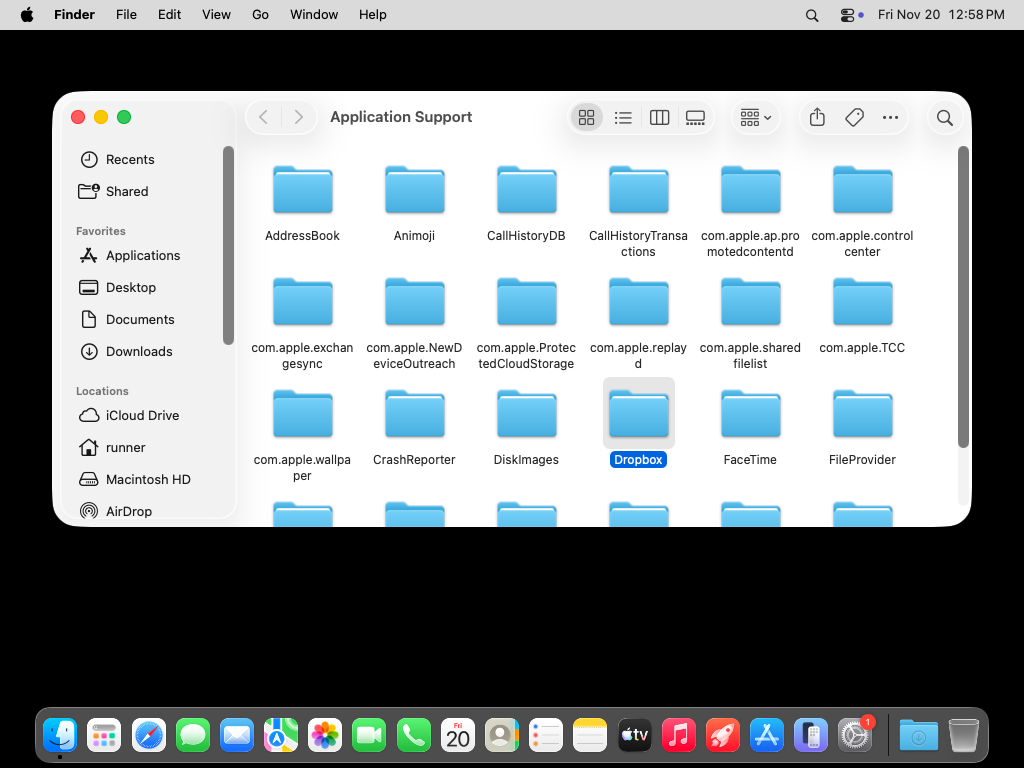 Finder File Edit View Go Window Help Fri Nov 20 12:58 PM
Application Support
Recents
Shared
Favorites
Applications
Desktop
Documents
Downloads
Locations
iCloud Drive
runner
Macintosh HD
AirDrop
AddressBook Animoji CallHistoryDB CallHistoryTransa com.apple.ap.pro com.apple.control
ctions motedcontentd center
com.apple.exchan com.apple.NewD com.apple.Protec com.apple.replay com.apple.shared com.apple.TCC
gesync eviceOutreach tedCloudStorage d filelist
com.apple.wallpa CrashReporter DiskImages Dropbox FaceTime FileProvider
per
Fri
20
tv
1